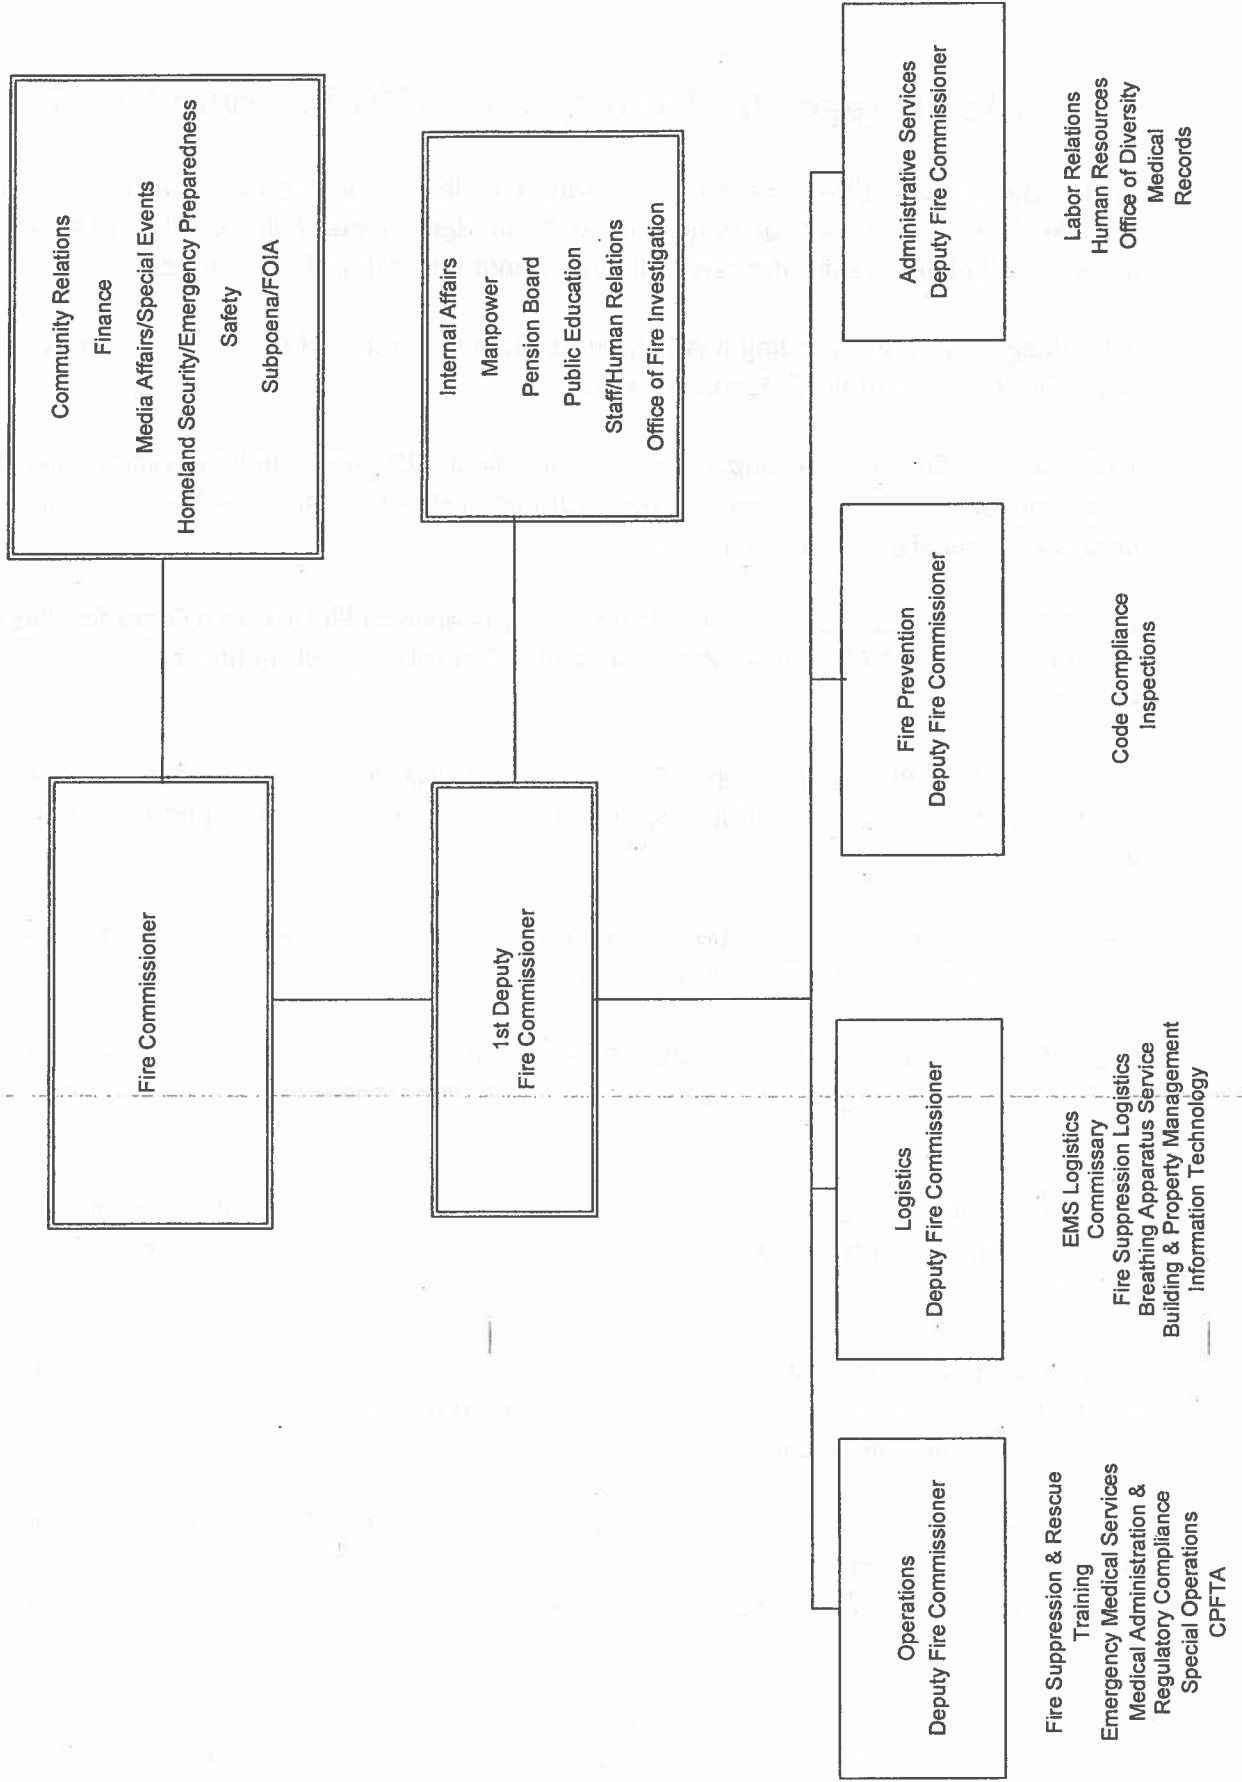 Fire Commissioner
Community Relations
Finance
Media Affairs/Special Events
Homeland Security/Emergency Preparedness
Safety
Subpoena/FOIA
1st Deputy
Fire Commissioner
Internal Affairs
Manpower
Pension Board
Public Education
Staff/Human Relations
Office of Fire Investigation
Operations
Deputy Fire Commissioner
Fire Suppression & Rescue
Training
Emergency Medical Services
Medical Administration &
Regulatory Compliance
Special Operations
CPFTA
Logistics
Deputy Fire Commissioner
EMS Logistics
Commissary
Fire Suppression Logistics
Breathing Apparatus Service
Building & Property Management
Information Technology
Fire Prevention
Deputy Fire Commissioner
Code Compliance
Inspections
Administrative Services
Deputy Fire Commissioner
Labor Relations
Human Resources
Office of Diversity
Medical
Records